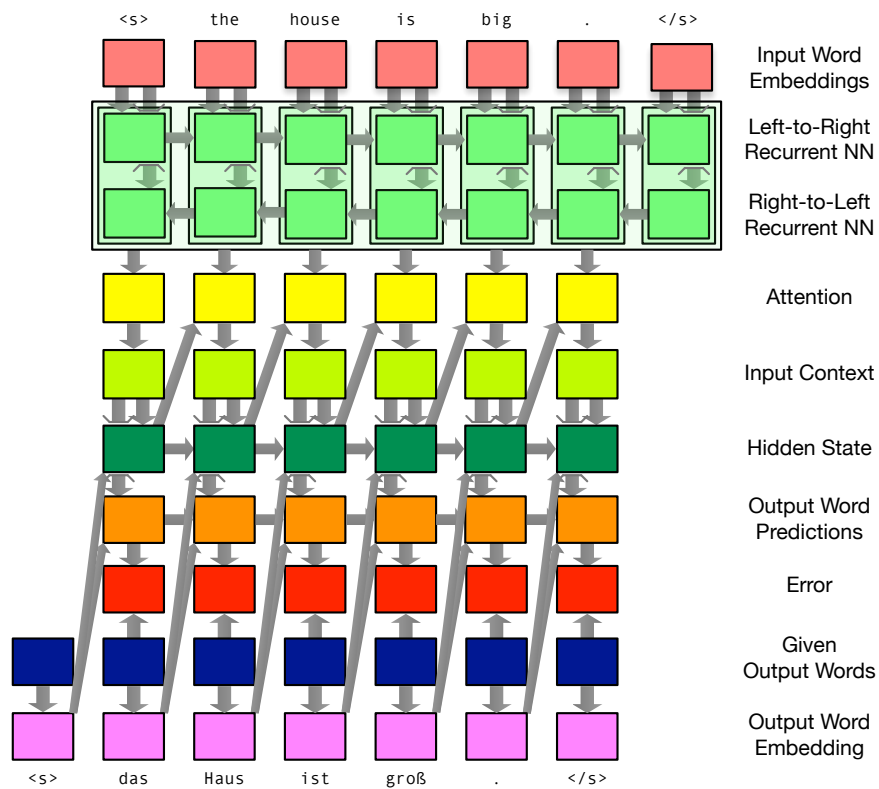 <s> the house is big . </s>
Input Word
Embeddings
Left-to-Right
Recurrent NN
Right-to-Left
Recurrent NN
Attention
Input Context
Hidden State
Output Word
Predictions
Error
Given
Output Words
Output Word
Embedding
<s> das Haus ist groß . </s>